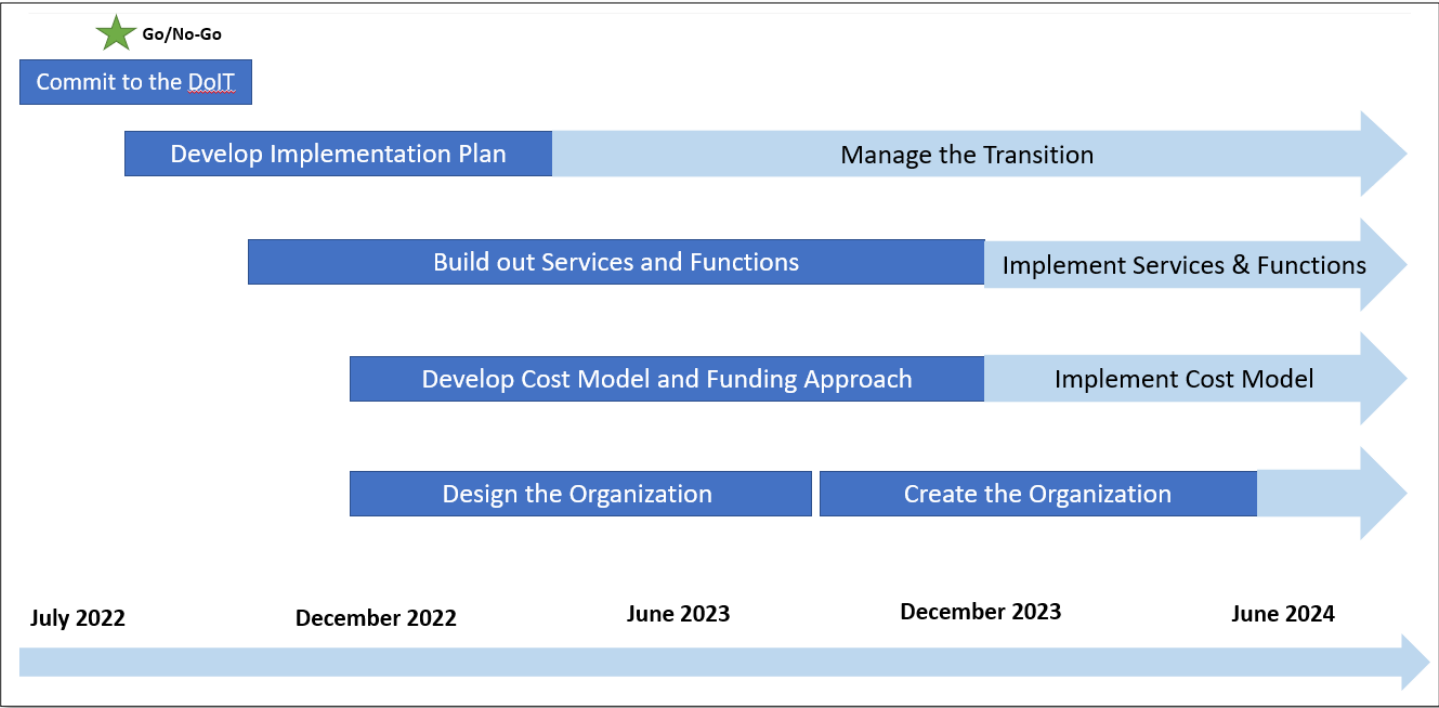 Go/No-Go
Commit to the DoIT
Develop Implementation Plan
Manage the Transition
Build out Services and Functions
Implement Services & Functions
Develop Cost Model and Funding Approach
Implement Cost Model
Design the Organization
Create the Organization
July 2022
December 2022
June 2023
December 2023
June 2024